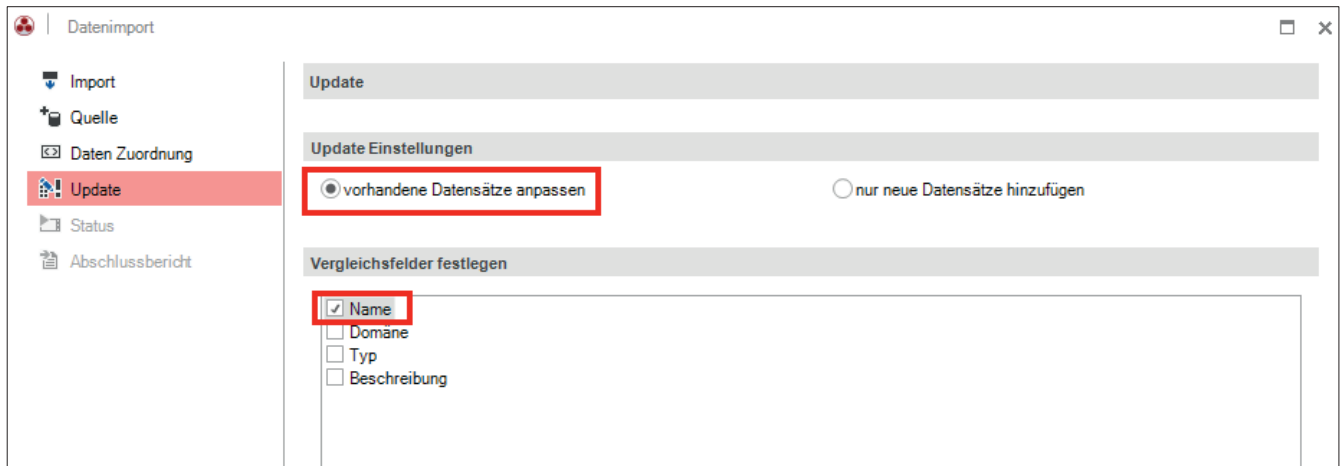 Datenimport
Import
Quelle
Daten Zuordnung
Update
Status
Abschlussbericht
Update
Update Einstellungen
vorhandene Datensätze anpassen
nur neue Datensätze hinzufügen
Vergleichsfelder festlegen
Name
Domäne
Typ
Beschreibung